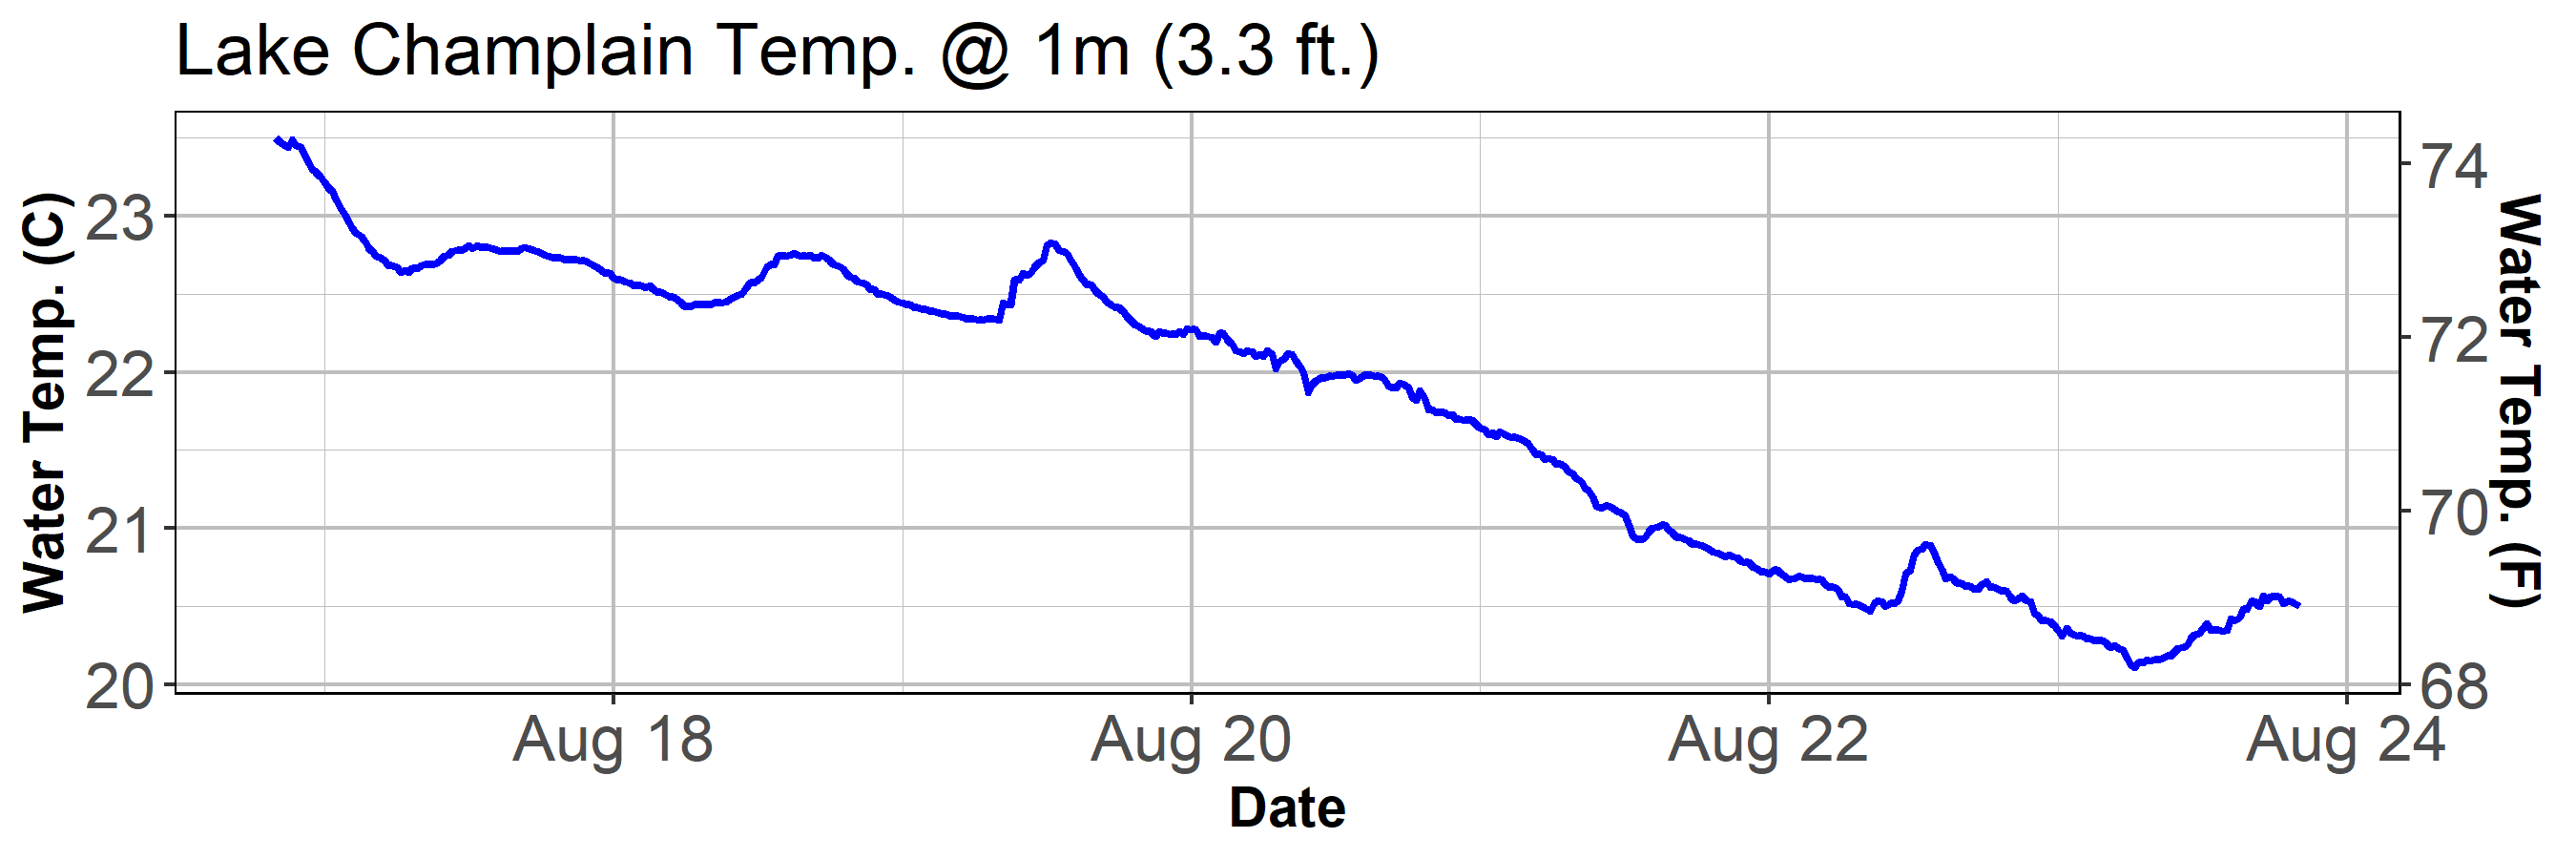 Lake Champlain Temp. @ 1m (3.3 ft.)
Water Temp. (C)
23
22
21
20
74
72
70
68
Water Temp. (F)
Aug 18
Aug 20
Aug 22
Aug 24
Date